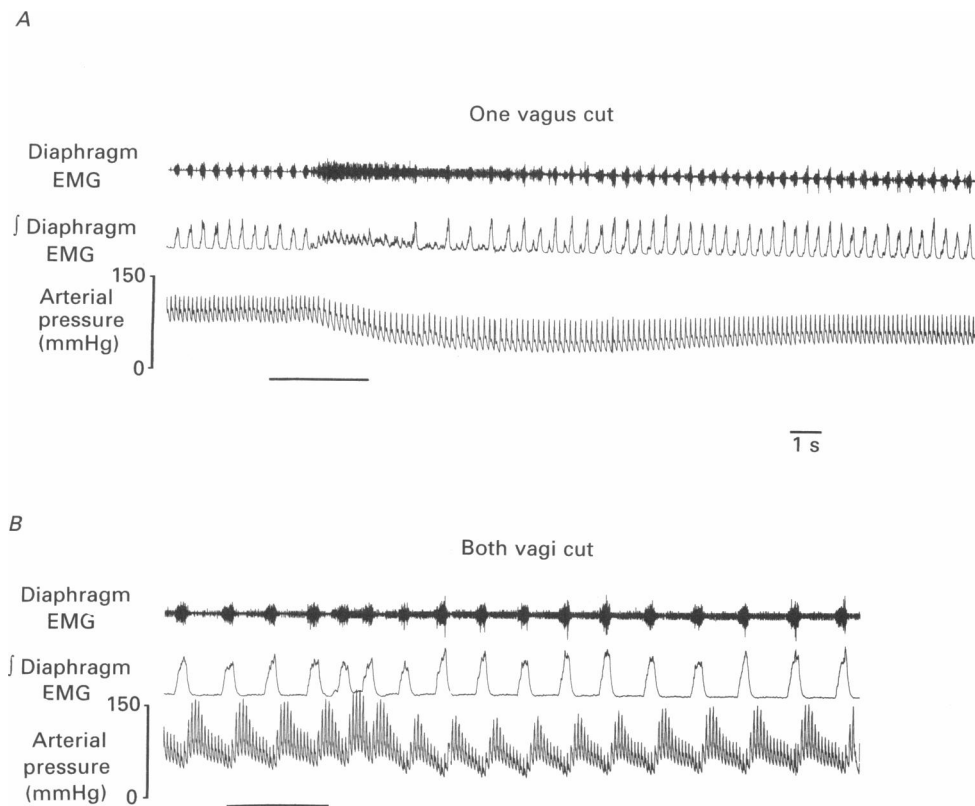 A
One vagus cut
Diaphragm
EMG
∫ Diaphragm
EMG
150
Arterial
pressure
(mmHg)
0
1 s
B
Both vagi cut
Diaphragm
EMG
∫ Diaphragm
EMG
150
Arterial
pressure
(mmHg)
0